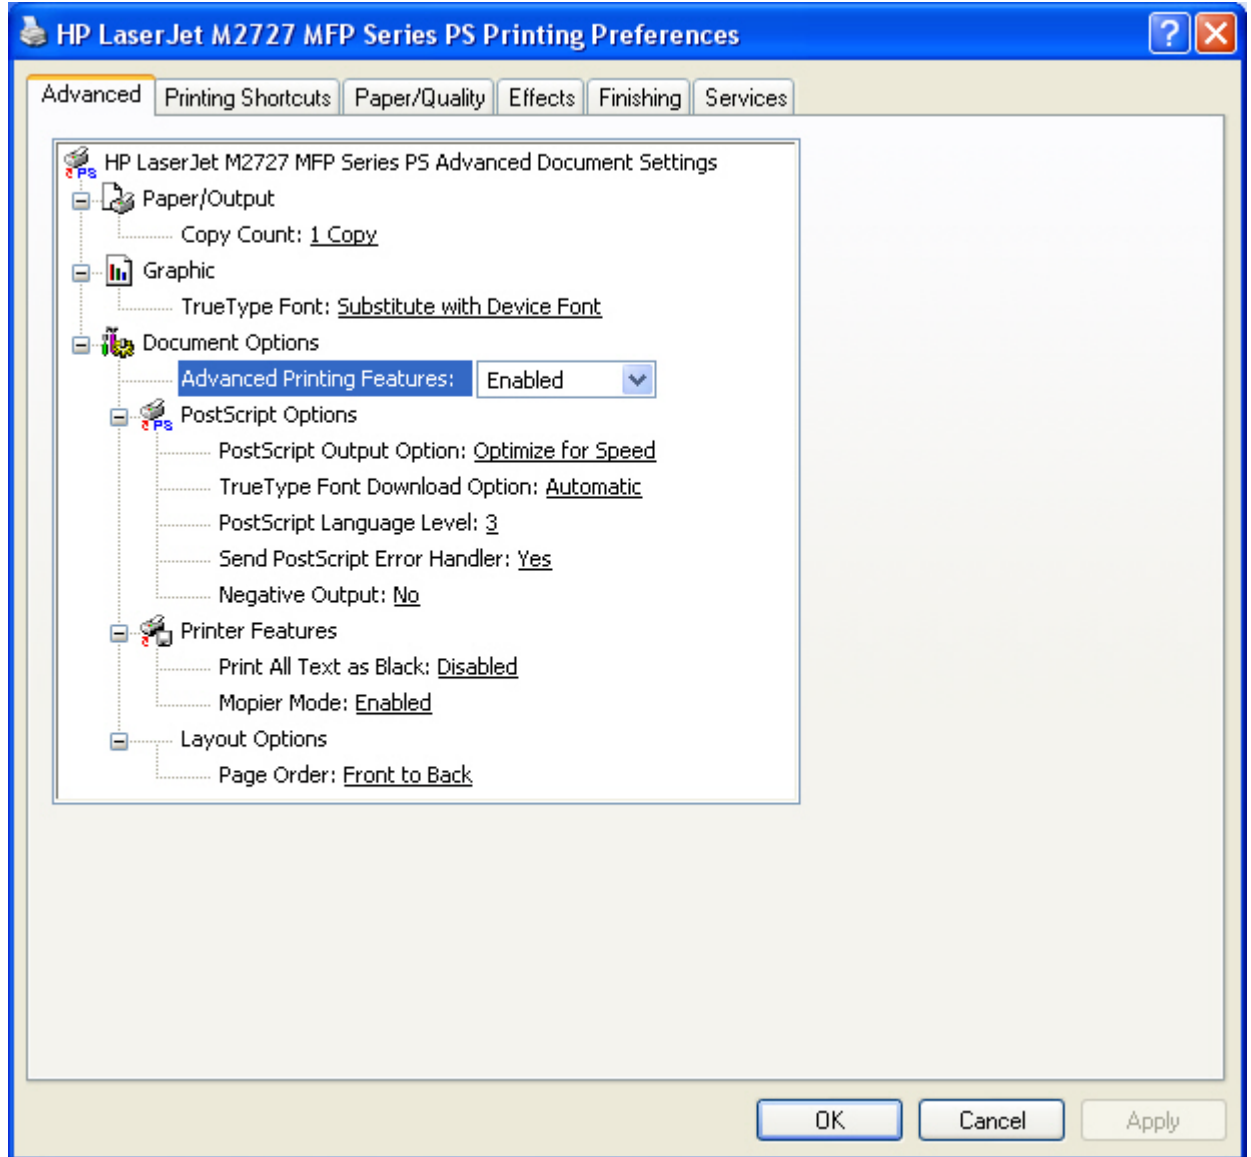 HP LaserJet M2727 MFP Series PS Printing Preferences
Advanced Printing Shortcuts Paper/Quality Effects Finishing Services
HP LaserJet M2727 MFP Series PS Advanced Document Settings
Paper/Output
Copy Count: 1 Copy
Graphic
TrueType Font: Substitute with Device Font
Document Options
Advanced Printing Features: Enabled
PostScript Options
PostScript Output Option: Optimize for Speed
TrueType Font Download Option: Automatic
PostScript Language Level: 3
Send PostScript Error Handler: Yes
Negative Output: No
Printer Features
Print All Text as Black: Disabled
Mopier Mode: Enabled
Layout Options
Page Order: Front to Back
OK Cancel Apply